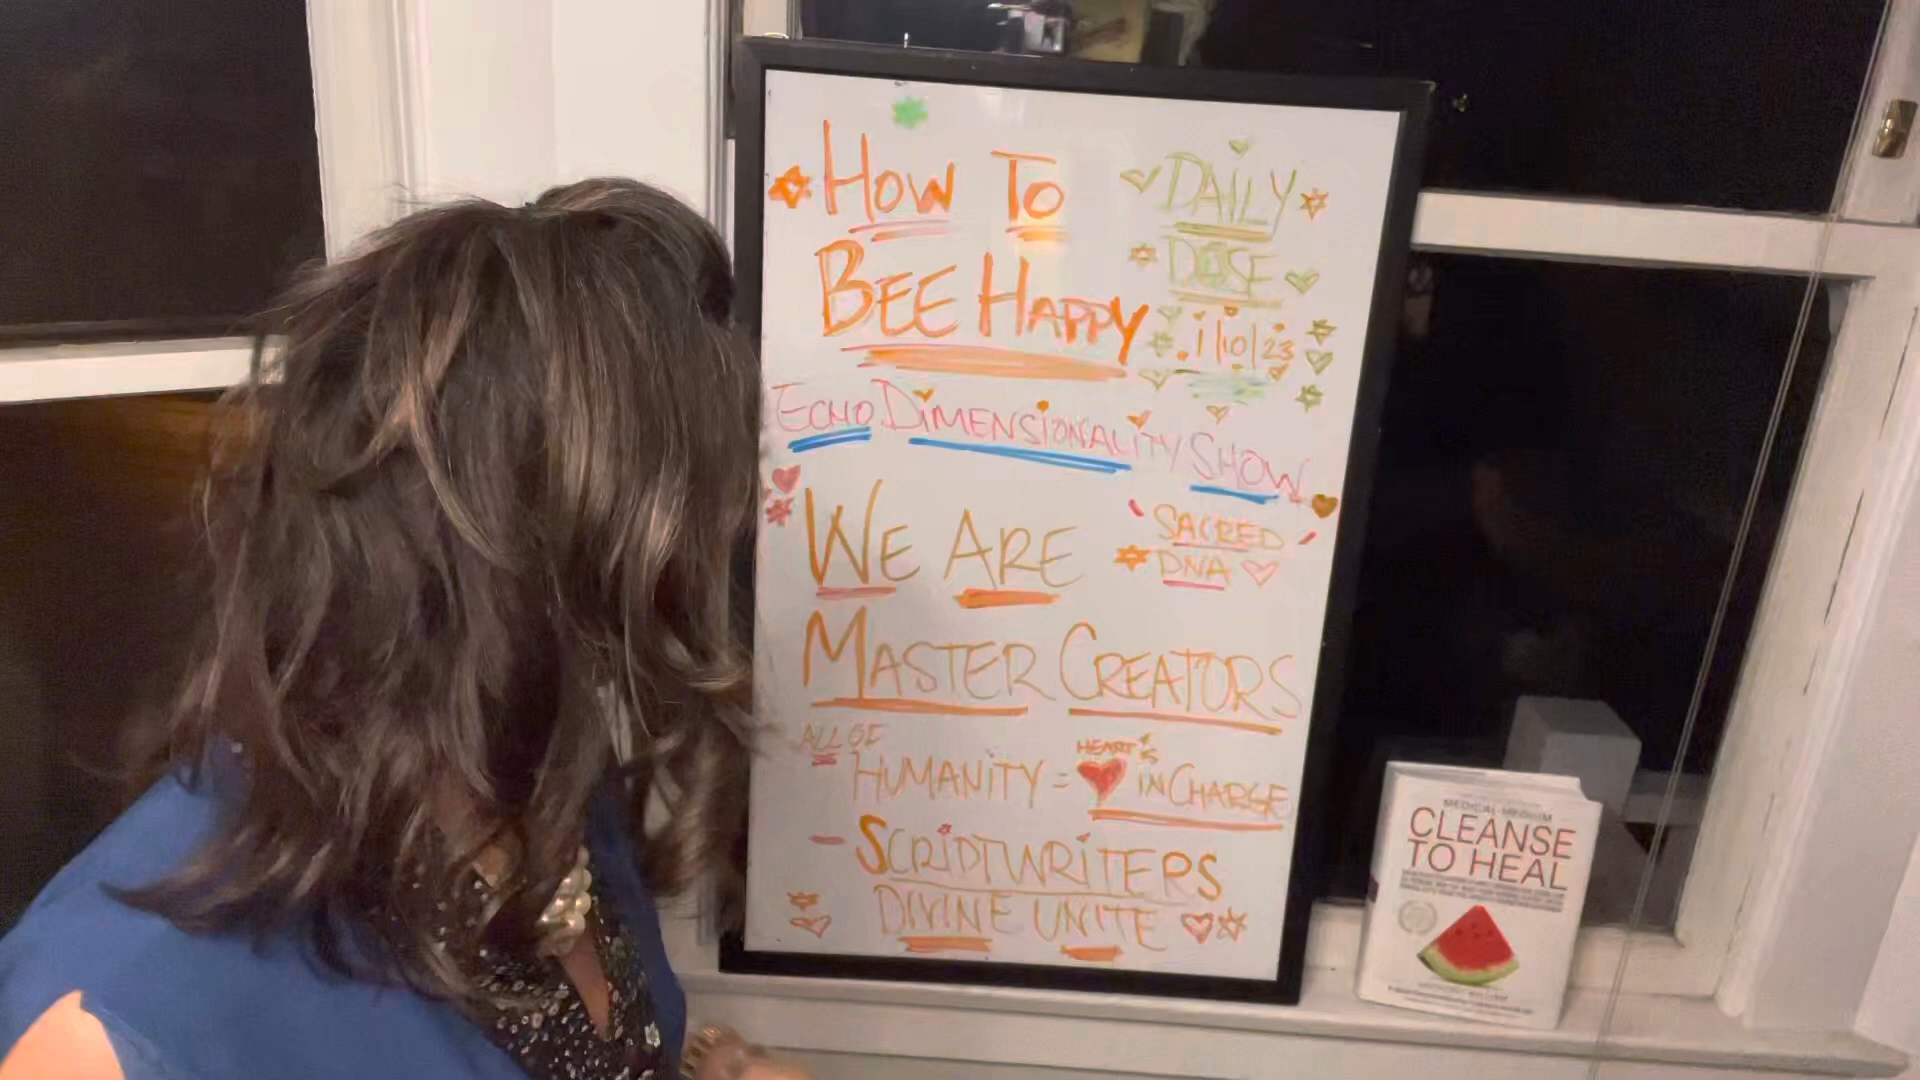 How To
BEE HAPPY
DAiLY
DOSE
1/10/23
ECHO DiMENSiONALiTY SHOW
WE ARE
SACRED
DNA
MASTER CREATORS
ALL OF
HUMANiTY = HEART'S iN CHARGE
- SCRiPTWRiTERS
DiViNE UNiTE
MEDICAL MEDIUM
CLEANSE
TO HEAL